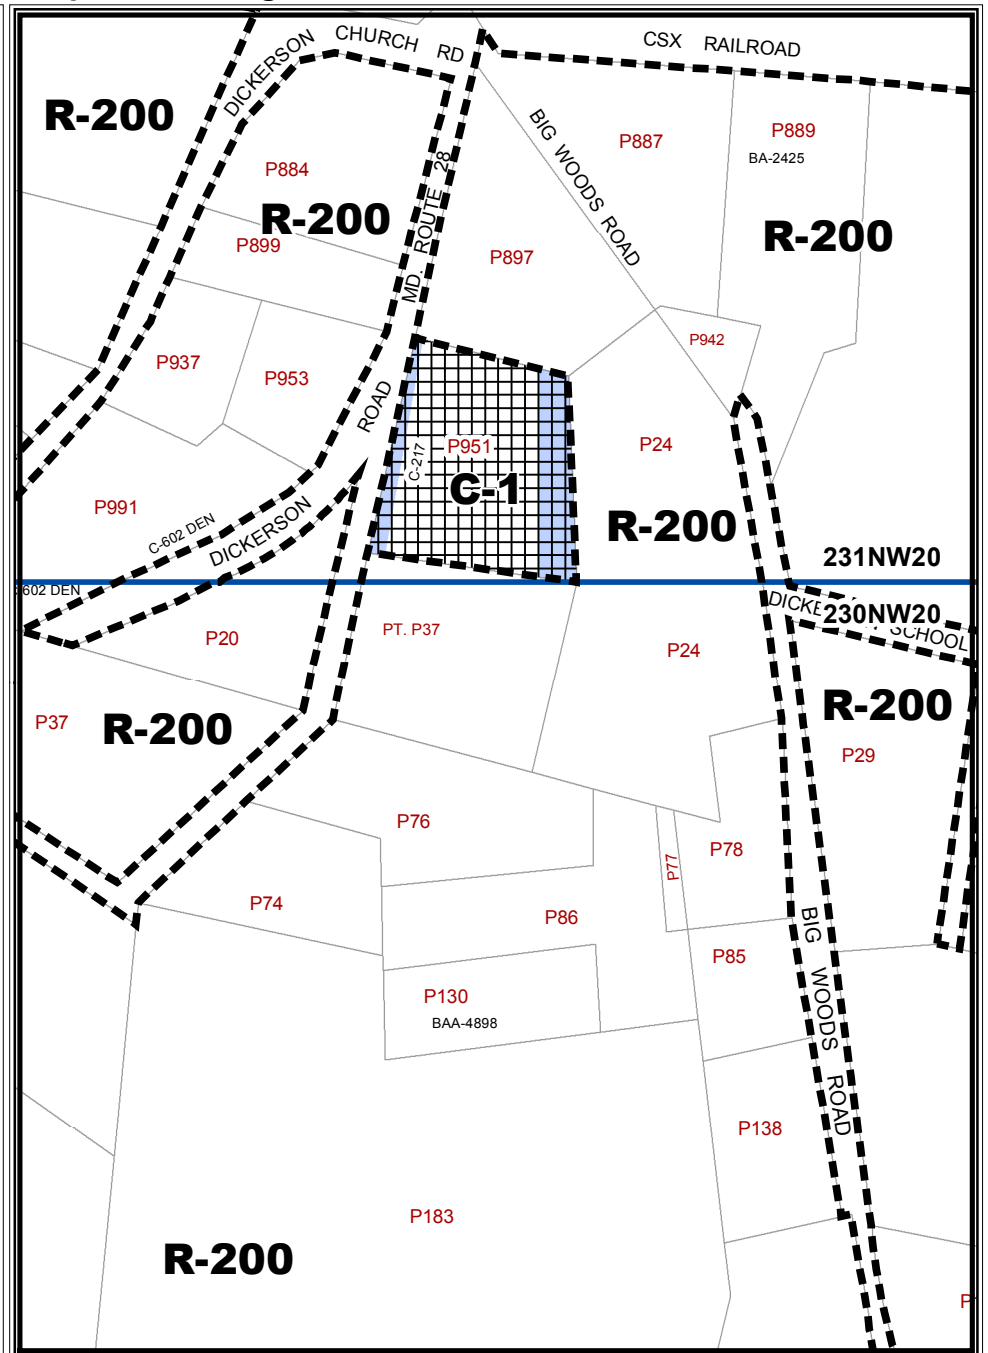 DICKERSON CHURCH RD
CSX RAILROAD
R-200
P884
R-200
P899
MD. ROUTE 28
BIG WOODS ROAD
P887
P889
BA-2425
R-200
P897
P942
P937
P953
ROAD
C-217
P951
C-1
P24
R-200
P991
C-602 DEN
DICKERSON
231NW20
602 DEN
230NW20
SCHOOL
P20
PT. P37
P24
P37
R-200
R-200
P29
P76
P77
P78
P74
P86
P85
BIG WOODS ROAD
P130
BAA-4898
P138
P183
R-200